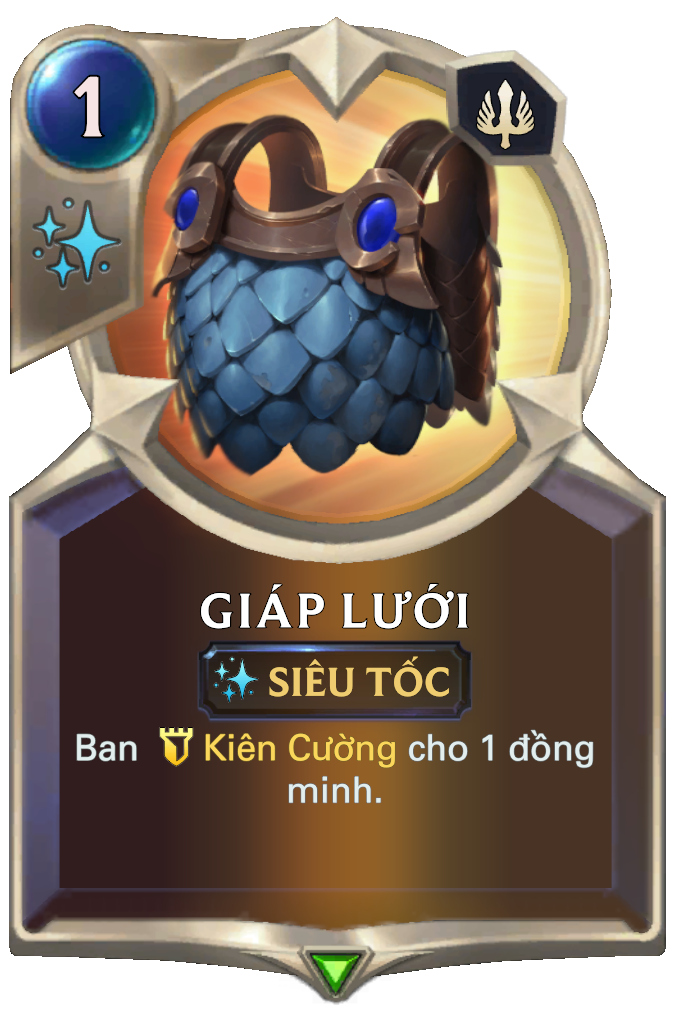 1
GIÁP LƯỚI
SIÊU TỐC
Ban Kiên Cường cho 1 đồng
minh.